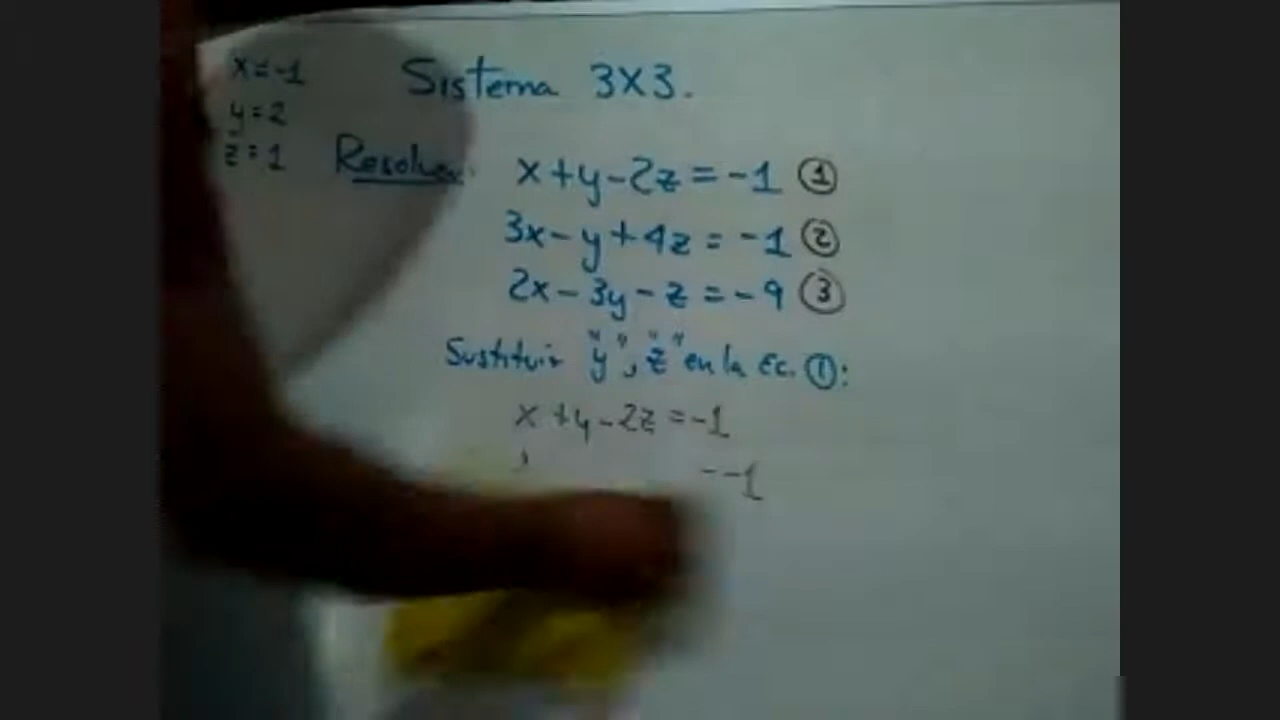 x=-1
y=2
z=1
Sistema 3X3.
Resolver: x+y-2z=-1 ①
3x-y+4z=-1 ②
2x-3y-z=-9 ③
Sustituir "y", "z" en la Ec. ①:
x+y-2z=-1
-1